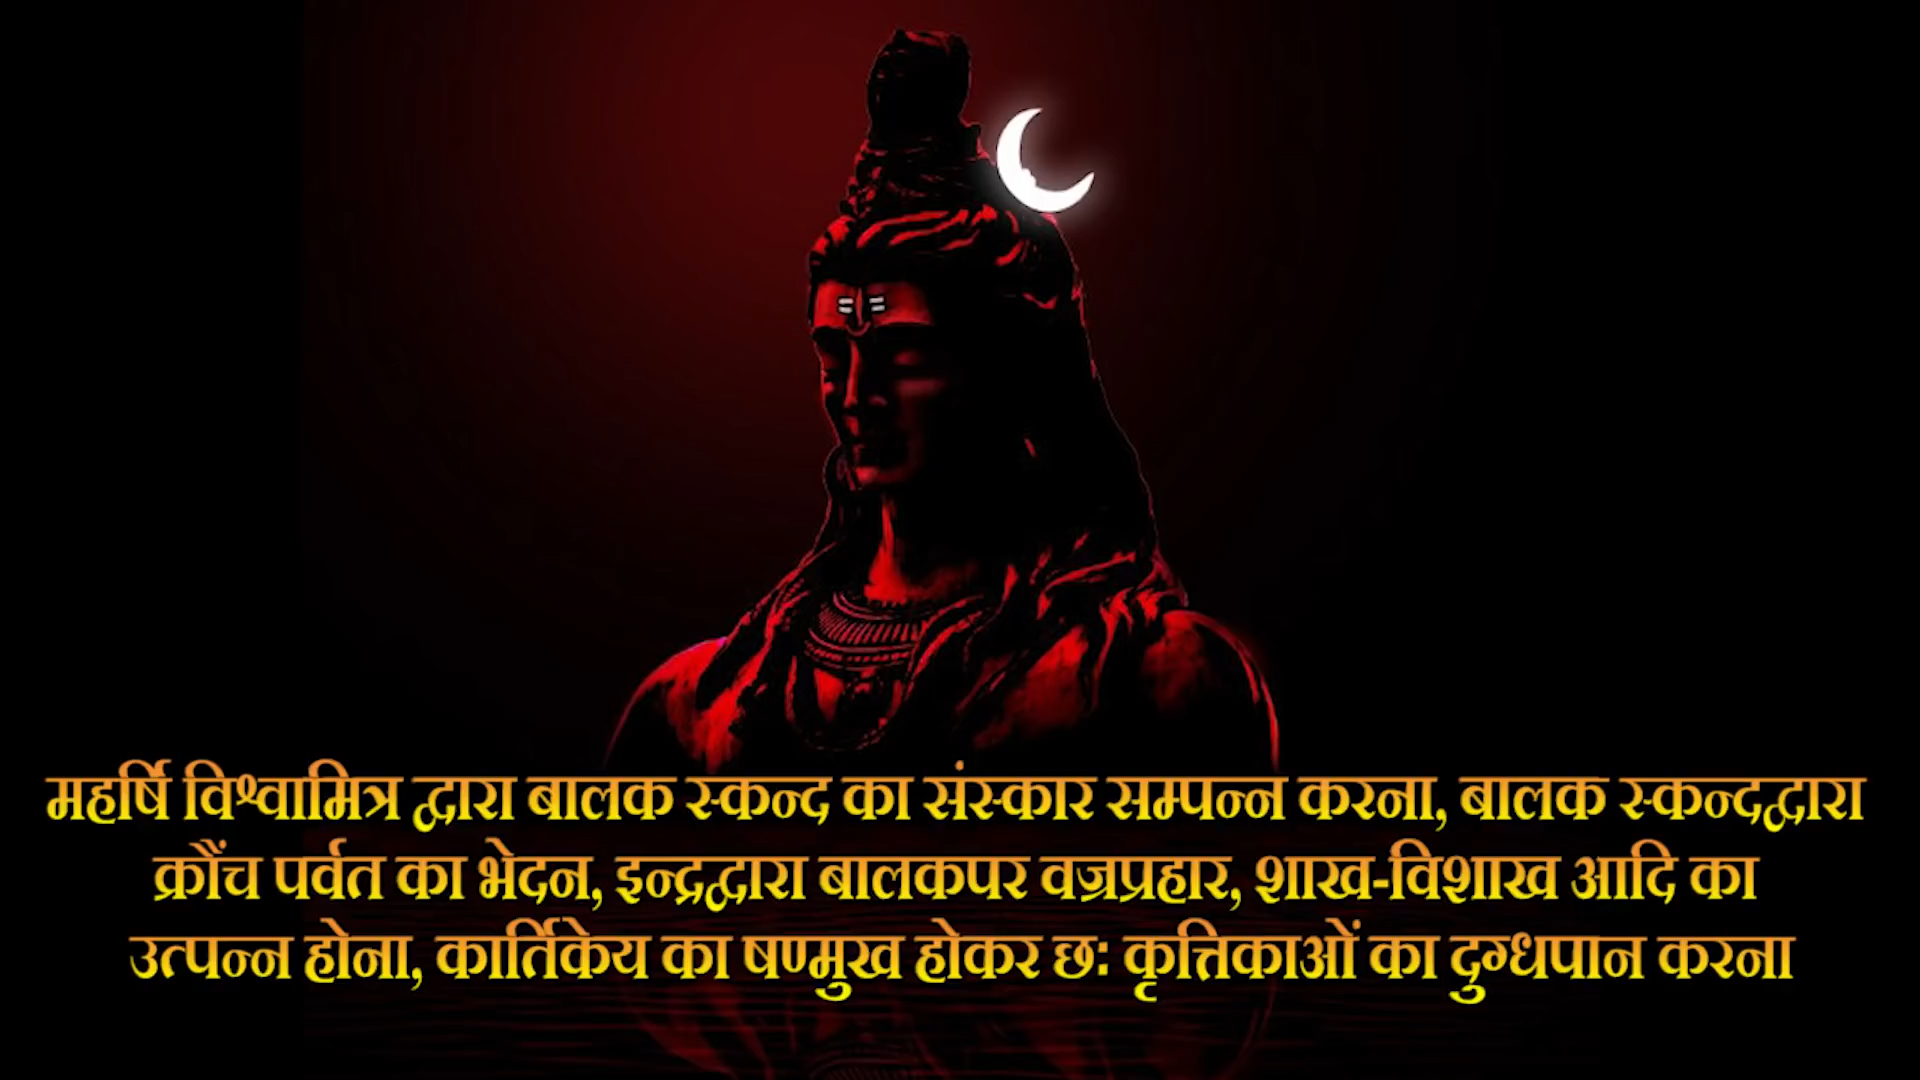 महर्षि विश्वामित्र द्वारा बालक स्कन्द का संस्कार सम्पन्न करना, बालक स्कन्दद्वारा
क्रौंच पर्वत का भेदन, इन्द्रद्वारा बालकपर वज्रप्रहार, शाख-विशाख आदि का
उत्पन्न होना, कार्तिकेय का षण्मुख होकर छः कृत्तिकाओं का दुग्धपान करना